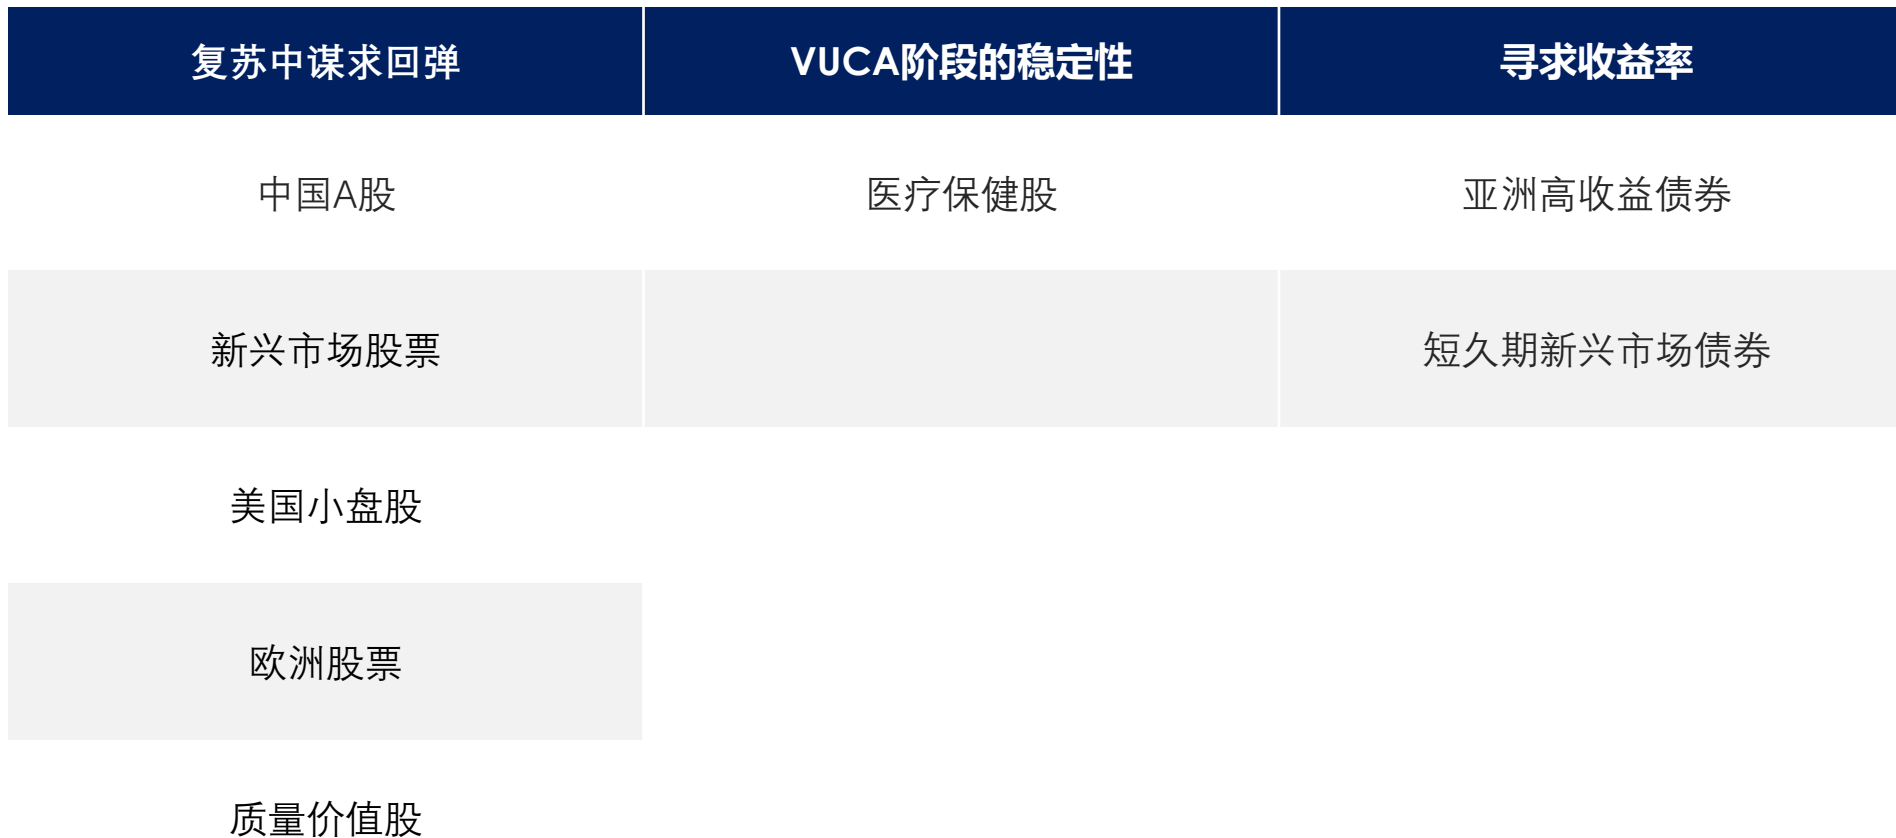 复苏中谋求回弹
VUCA阶段的稳定性
寻求收益率
中国A股
医疗保健股
亚洲高收益债券
新兴市场股票
短久期新兴市场债券
美国小盘股
欧洲股票
质量价值股